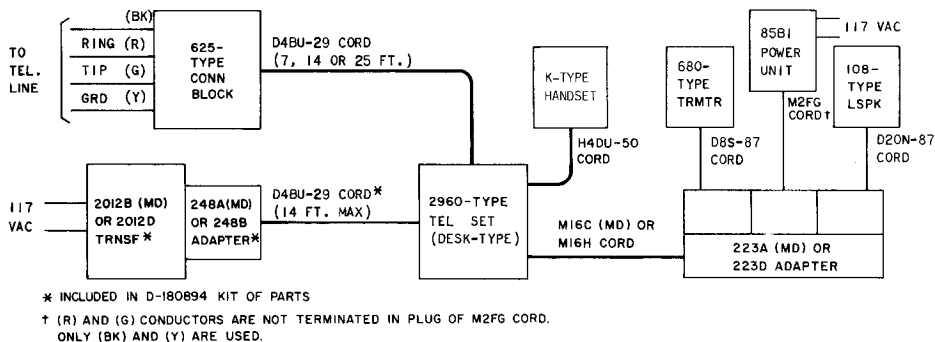 TO
TEL.
LINE
(BK)
RING (R)
TIP (G)
GRD (Y)
625-
TYPE
CONN
BLOCK
D4BU-29 CORD
(7, 14 OR 25 FT.)
K-TYPE
HANDSET
H4DU-50
CORD
680-
TYPE
TRMTR
D8S-87
CORD
85B1
POWER
UNIT
117 VAC
M2FG
CORD†
108-
TYPE
LSPK
D20N-87
CORD
117
VAC
2012B (MD)
OR 2012D
TRNSF*
248A(MD)
OR 248B
ADAPTER*
D4BU-29 CORD*
(14 FT. MAX)
2960-TYPE
TEL SET
(DESK-TYPE)
M16C (MD) OR
M16H CORD
223A (MD) OR
223D ADAPTER
* INCLUDED IN D-180894 KIT OF PARTS
† (R) AND (G) CONDUCTORS ARE NOT TERMINATED IN PLUG OF M2FG CORD.
ONLY (BK) AND (Y) ARE USED.